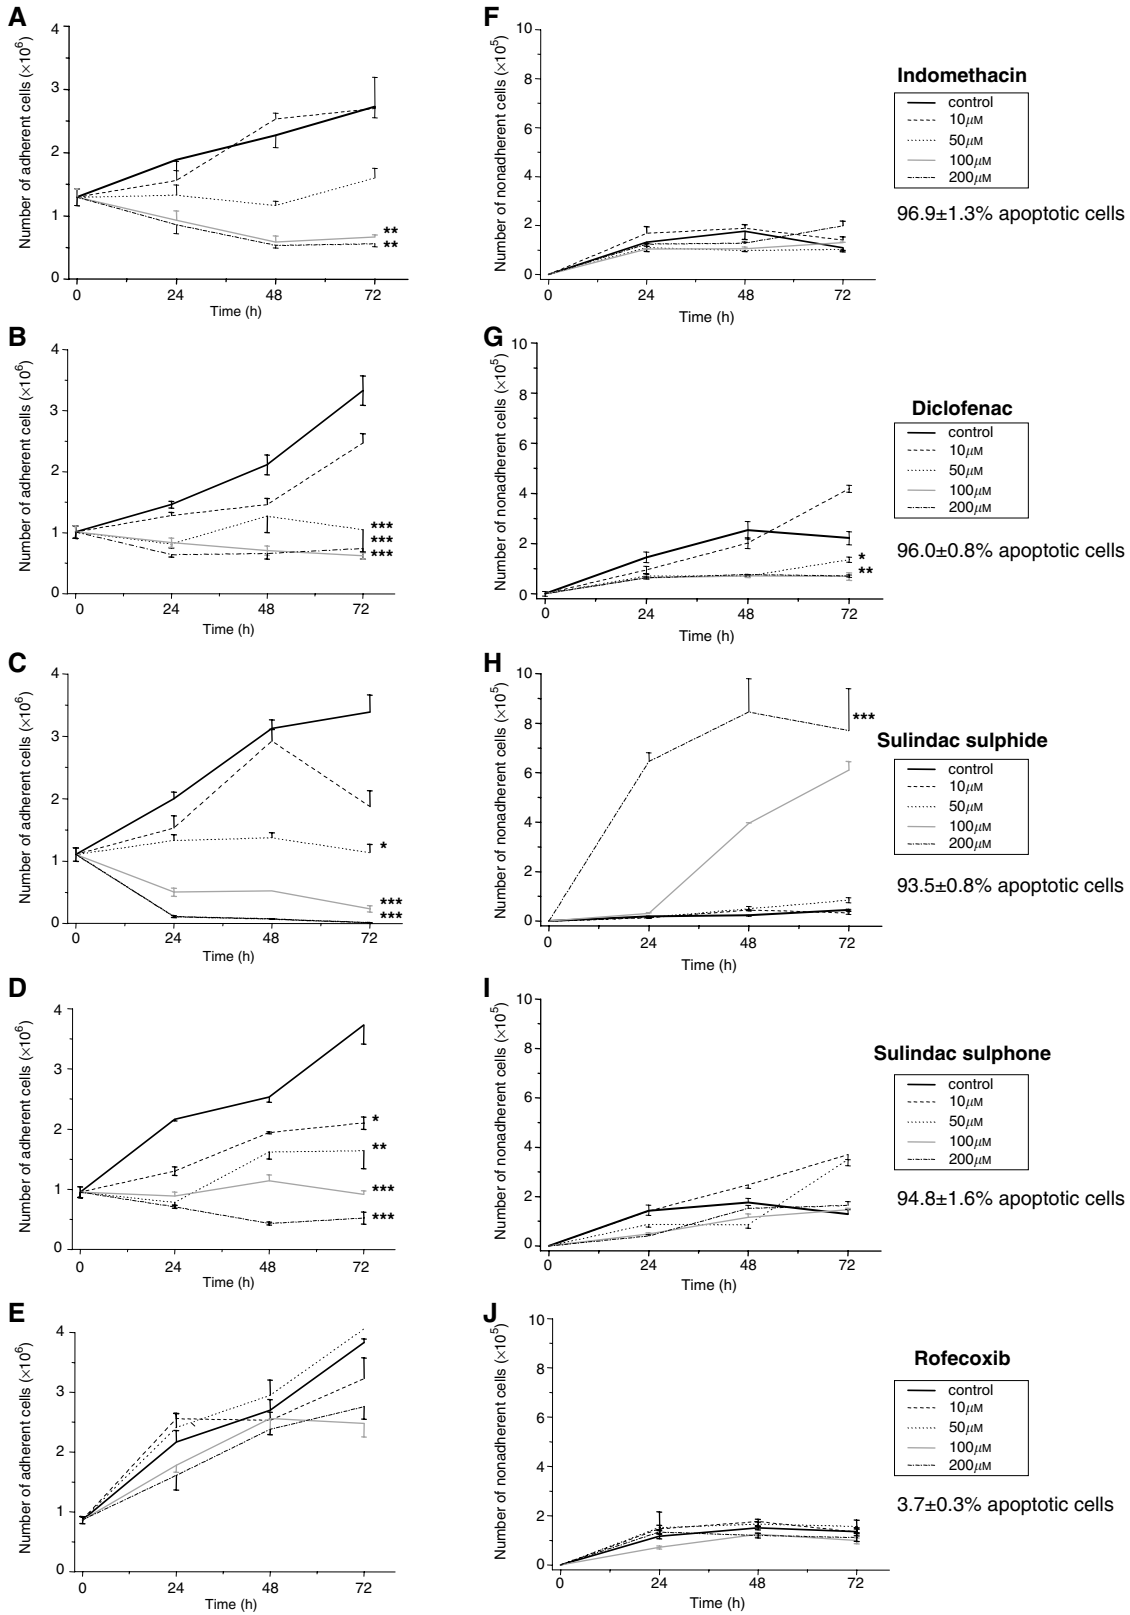 A
Number of adherent cells (×10⁶)
4
3
2
1
0
**
**
0 24 48 72
Time (h)
F
Number of nonadherent cells (×10⁵)
10
8
6
4
2
0
0 24 48 72
Time (h)
Indomethacin
control
10µM
50µM
100µM
200µM
96.9±1.3% apoptotic cells
B
Number of adherent cells (×10⁶)
4
3
2
1
0
***
***
***
0 24 48 72
Time (h)
G
Number of nonadherent cells (×10⁵)
10
8
6
4
2
0
*
**
0 24 48 72
Time (h)
Diclofenac
control
10µM
50µM
100µM
200µM
96.0±0.8% apoptotic cells
C
Number of adherent cells (×10⁶)
4
3
2
1
0
*
***
***
0 24 48 72
Time (h)
H
Number of nonadherent cells (×10⁵)
10
8
6
4
2
0
***
0 24 48 72
Time (h)
Sulindac sulphide
control
10µM
50µM
100µM
200µM
93.5±0.8% apoptotic cells
D
Number of adherent cells (×10⁶)
4
3
2
1
0
*
**
***
***
0 24 48 72
Time (h)
I
Number of nonadherent cells (×10⁵)
10
8
6
4
2
0
0 24 48 72
Time (h)
Sulindac sulphone
control
10µM
50µM
100µM
200µM
94.8±1.6% apoptotic cells
E
Number of adherent cells (×10⁶)
4
3
2
1
0
0 24 48 72
Time (h)
J
Number of nonadherent cells (×10⁵)
10
8
6
4
2
0
0 24 48 72
Time (h)
Rofecoxib
control
10µM
50µM
100µM
200µM
3.7±0.3% apoptotic cells